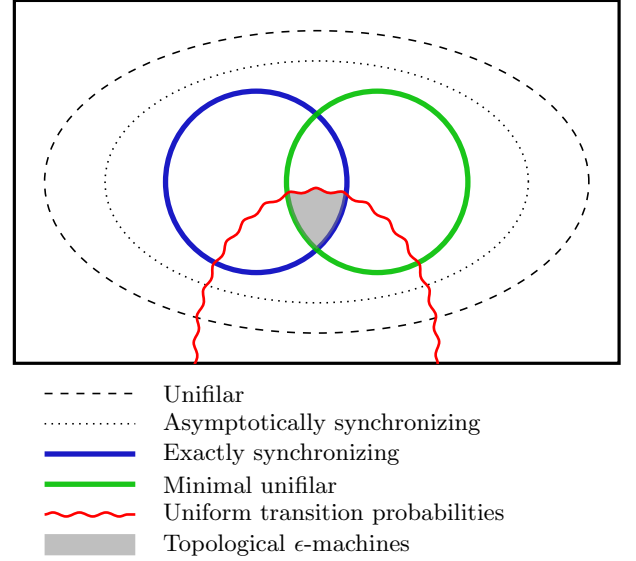 Unifilar
Asymptotically synchronizing
Exactly synchronizing
Minimal unifilar
Uniform transition probabilities
Topological ϵ-machines